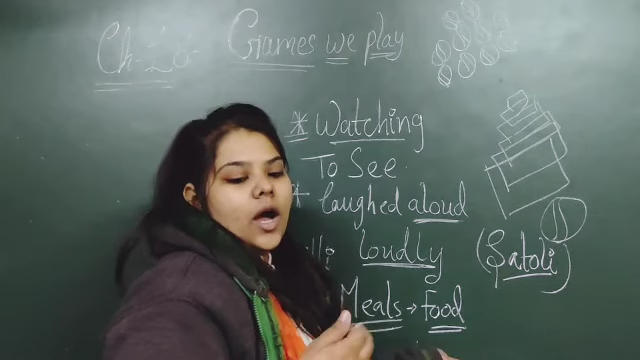 Games we play
* Watching
To See
* laughed aloud
loudly
(Satoli)
Meals → Food